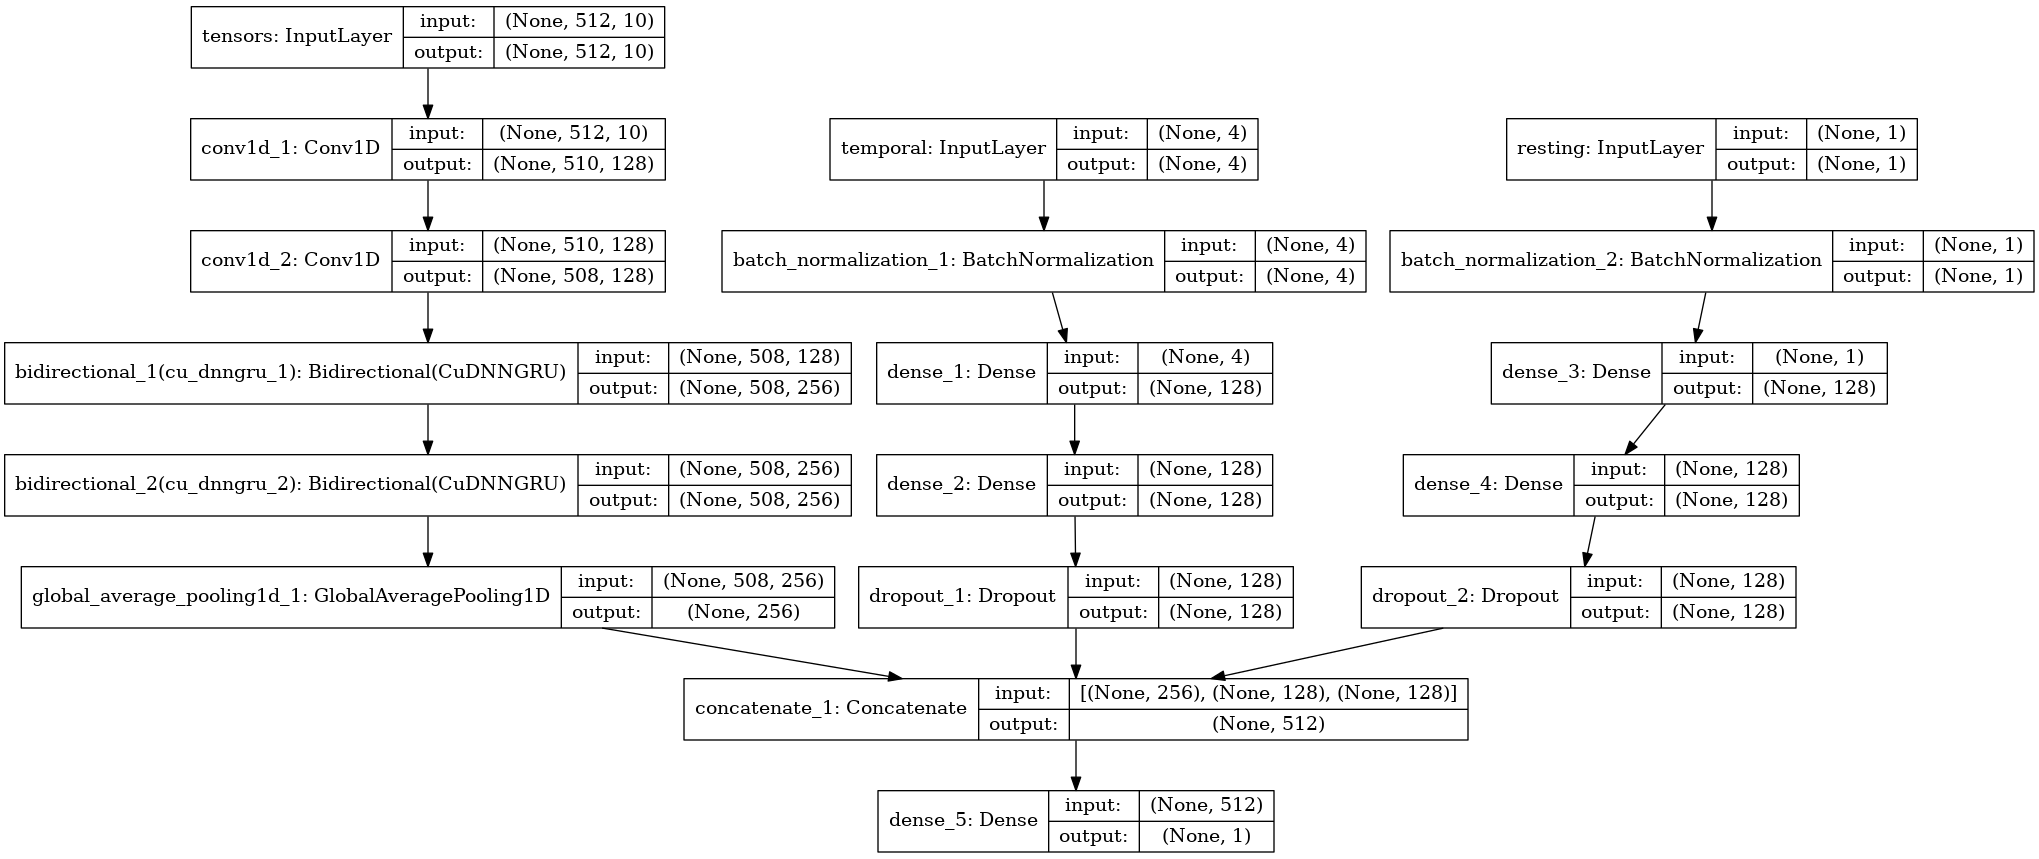 tensors: InputLayer
input:
(None, 512, 10)
output:
(None, 512, 10)
conv1d_1: Conv1D
input:
(None, 512, 10)
output:
(None, 510, 128)
temporal: InputLayer
input:
(None, 4)
output:
(None, 4)
resting: InputLayer
input:
(None, 1)
output:
(None, 1)
conv1d_2: Conv1D
input:
(None, 510, 128)
output:
(None, 508, 128)
batch_normalization_1: BatchNormalization
input:
(None, 4)
output:
(None, 4)
batch_normalization_2: BatchNormalization
input:
(None, 1)
output:
(None, 1)
bidirectional_1(cu_dnngru_1): Bidirectional(CuDNNGRU)
input:
(None, 508, 128)
output:
(None, 508, 256)
dense_1: Dense
input:
(None, 4)
output:
(None, 128)
dense_3: Dense
input:
(None, 1)
output:
(None, 128)
bidirectional_2(cu_dnngru_2): Bidirectional(CuDNNGRU)
input:
(None, 508, 256)
output:
(None, 508, 256)
dense_2: Dense
input:
(None, 128)
output:
(None, 128)
dense_4: Dense
input:
(None, 128)
output:
(None, 128)
global_average_pooling1d_1: GlobalAveragePooling1D
input:
(None, 508, 256)
output:
(None, 256)
dropout_1: Dropout
input:
(None, 128)
output:
(None, 128)
dropout_2: Dropout
input:
(None, 128)
output:
(None, 128)
concatenate_1: Concatenate
input:
[(None, 256), (None, 128), (None, 128)]
output:
(None, 512)
dense_5: Dense
input:
(None, 512)
output:
(None, 1)